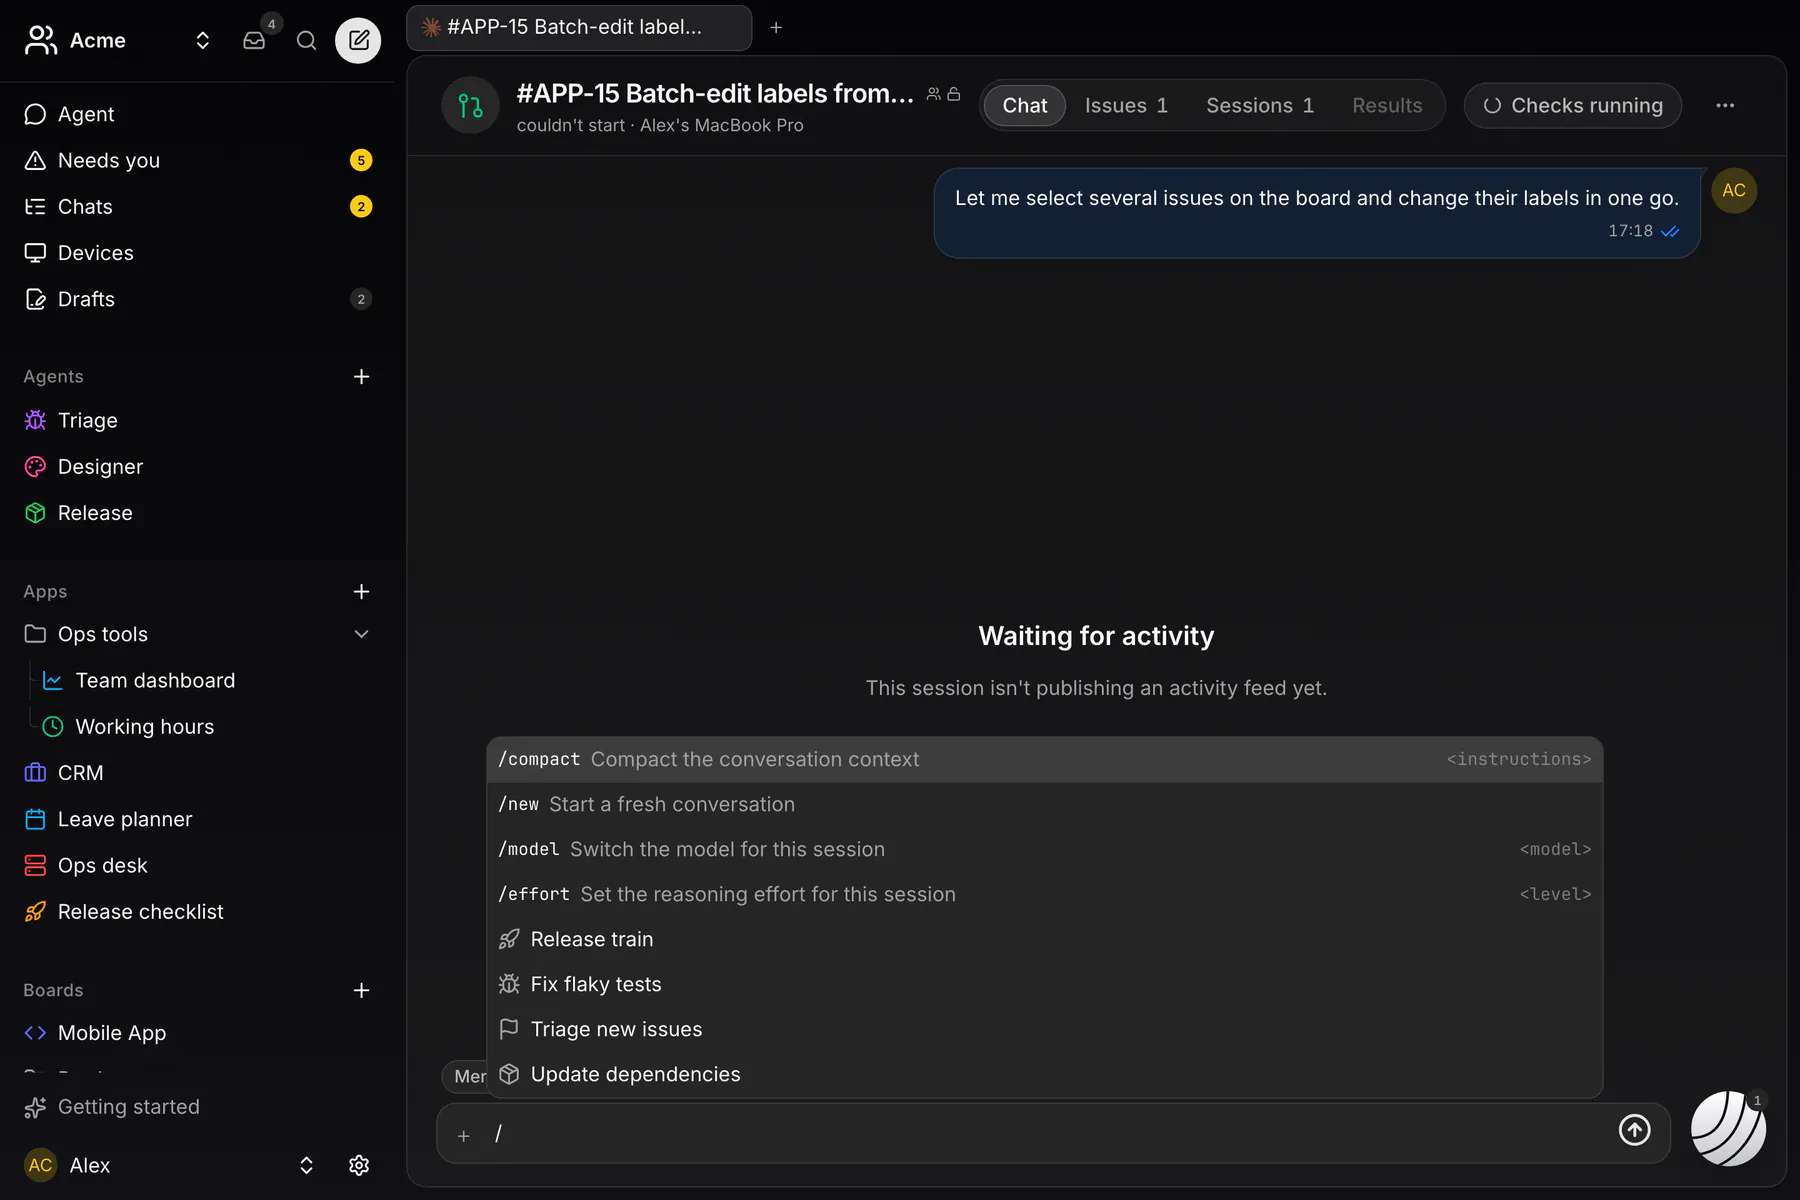 Acme
4
Agent
Needs you
5
Chats
2
Devices
Drafts
2
Agents
Triage
Designer
Release
Apps
Ops tools
Team dashboard
Working hours
CRM
Leave planner
Ops desk
Release checklist
Boards
Mobile App
Getting started
AC
Alex
#APP-15 Batch-edit label...
#APP-15 Batch-edit labels from...
couldn't start · Alex's MacBook Pro
Chat
Issues 1
Sessions 1
Results
Checks running
Let me select several issues on the board and change their labels in one go.
17:18
AC
Waiting for activity
This session isn't publishing an activity feed yet.
/compact Compact the conversation context <instructions>
/new Start a fresh conversation
/model Switch the model for this session <model>
/effort Set the reasoning effort for this session <level>
Release train
Fix flaky tests
Triage new issues
Update dependencies
Mer
/
1